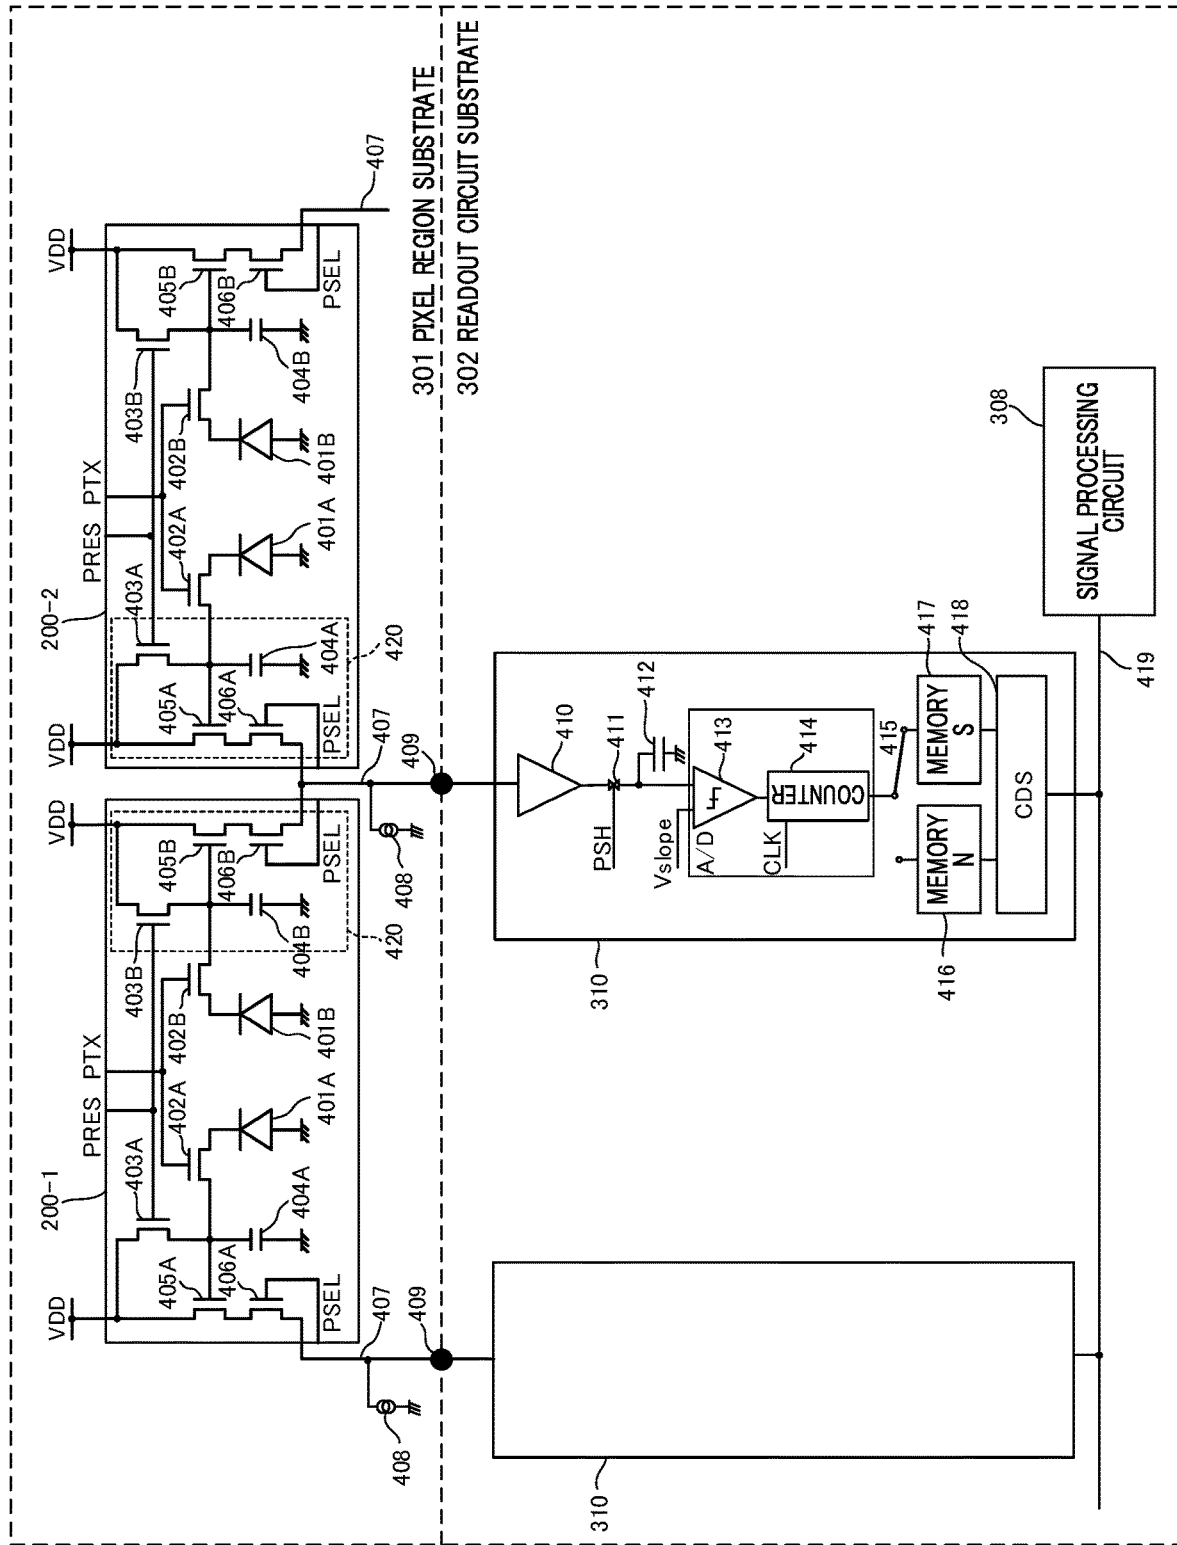 VDD
VDD
VDD
VDD
200-1
PRES
PTX
200-2
PRES
PTX
403A
402A
402B
403B
403A
402A
402B
403B
405A
406A
404A
401A
401B
404B
405B
406B
405A
406A
404A
401A
401B
404B
405B
406B
PSEL
PSEL
PSEL
PSEL
420
420
407
407
407
408
408
409
409
301 PIXEL REGION SUBSTRATE
302 READOUT CIRCUIT SUBSTRATE
410
PSH
411
412
Vslope
413
A/D
CLK
COUNTER
414
415
310
310
416
MEMORY
N
MEMORY
S
417
CDS
418
308
SIGNAL PROCESSING
CIRCUIT
419